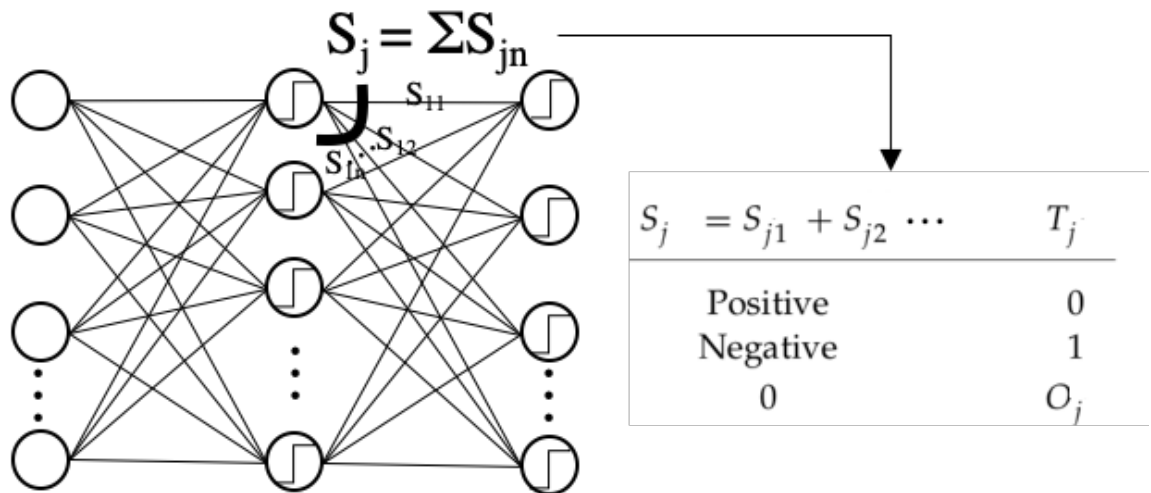 Sj = ΣSjn
S11
S12
S1n
Sj = Sj1 + Sj2 ⋯ Tj
Positive 0
Negative 1
0 Oj